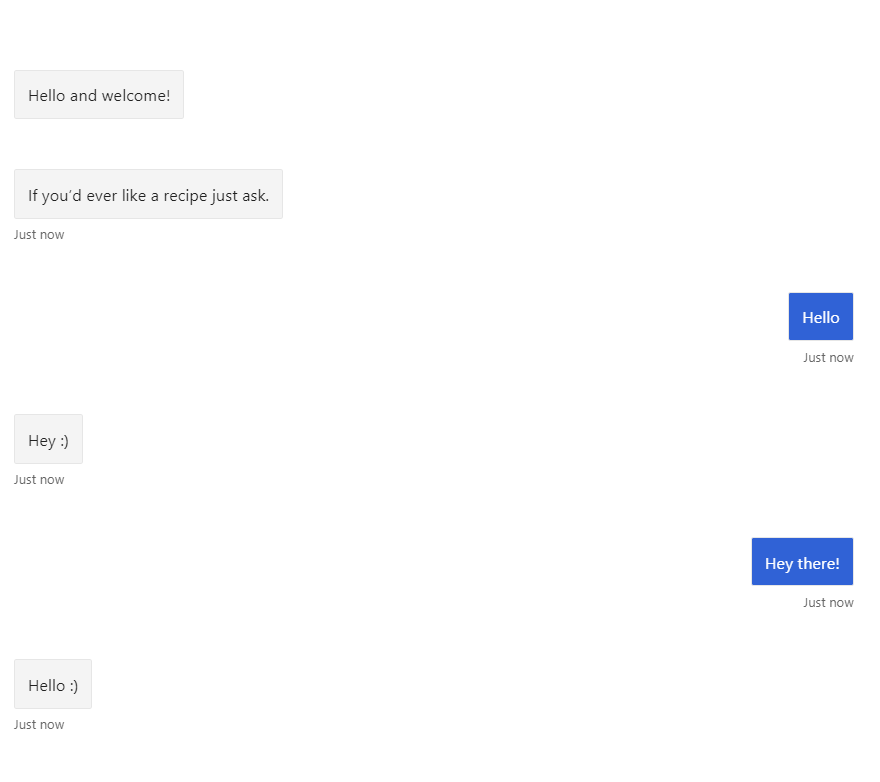 Hello and welcome!
If you'd ever like a recipe just ask.
Just now
Hello
Just now
Hey :)
Just now
Hey there!
Just now
Hello :)
Just now